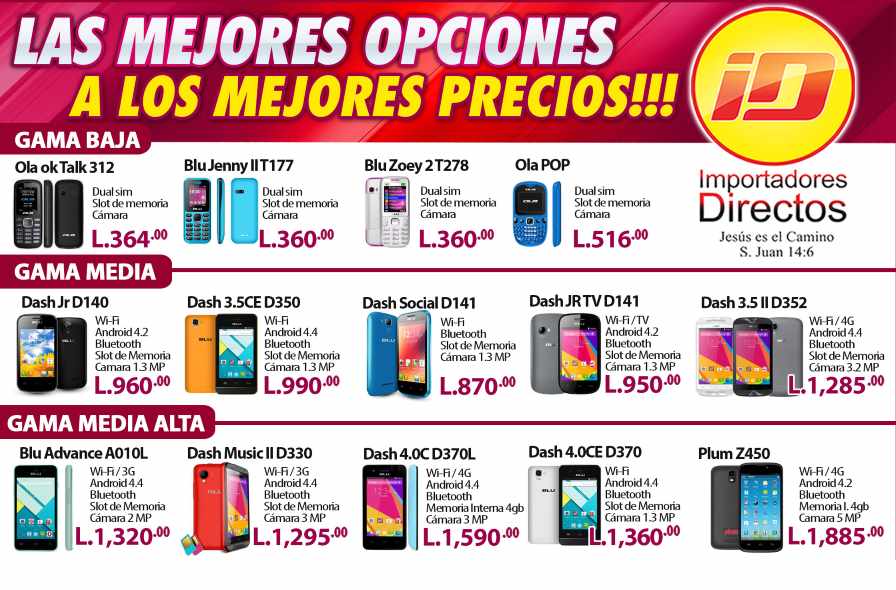 LAS MEJORES OPCIONES
A LOS MEJORES PRECIOS!!!
iD
Importadores
Directos
Jesús es el Camino
S. Juan 14:6
GAMA BAJA
Ola ok Talk 312
Dual sim
Slot de memoria
Cámara
L.364.00
Blu Jenny II T177
Dual sim
Slot de memoria
Cámara
L.360.00
Blu Zoey 2 T278
Dual sim
Slot de memoria
Cámara
L.360.00
Ola POP
Dual sim
Slot de memoria
Cámara
L.516.00
GAMA MEDIA
Dash Jr D140
Wi-Fi
Android 4.2
Bluetooth
Slot de Memoria
Camara 1.3 MP
L.960.00
Dash 3.5CE D350
Wi-Fi
Android 4.4
Bluetooth
Slot de Memoria
Cámara 1.3 MP
L.990.00
Dash Social D141
Wi-Fi
Bluetooth
Slot de Memoria
Cámara 1.3 MP
L.870.00
Dash JR TV D141
Wi-Fi / TV
Android 4.2
Bluetooth
Slot de Memoria
Cámara 1.3 MP
L.950.00
Dash 3.5 II D352
Wi-Fi / 4G
Android 4.4
Bluetooth
Slot de Memoria
Cámara 3.2 MP
L.1,285.00
GAMA MEDIA ALTA
Blu Advance A010L
Wi-Fi / 3G
Android 4.4
Bluetooth
Slot de Memoria
Cámara 2 MP
L.1,320.00
Dash Music II D330
Wi-Fi / 3G
Android 4.4
Bluetooth
Slot de Memoria
Cámara 3 MP
L.1,295.00
Dash 4.0C D370L
Wi-Fi / 4G
Android 4.4
Bluetooth
Memoria Interna 4gb
Cámara 3 MP
L.1,590.00
Dash 4.0CE D370
Wi-Fi
Android 4.4
Bluetooth
Slot de Memoria
Cámara 1.3 MP
L.1,360.00
Plum Z450
Wi-Fi / 4G
Android 4.2
Bluetooth
Memoria I. 4gb
Camara 5 MP
L.1,885.00